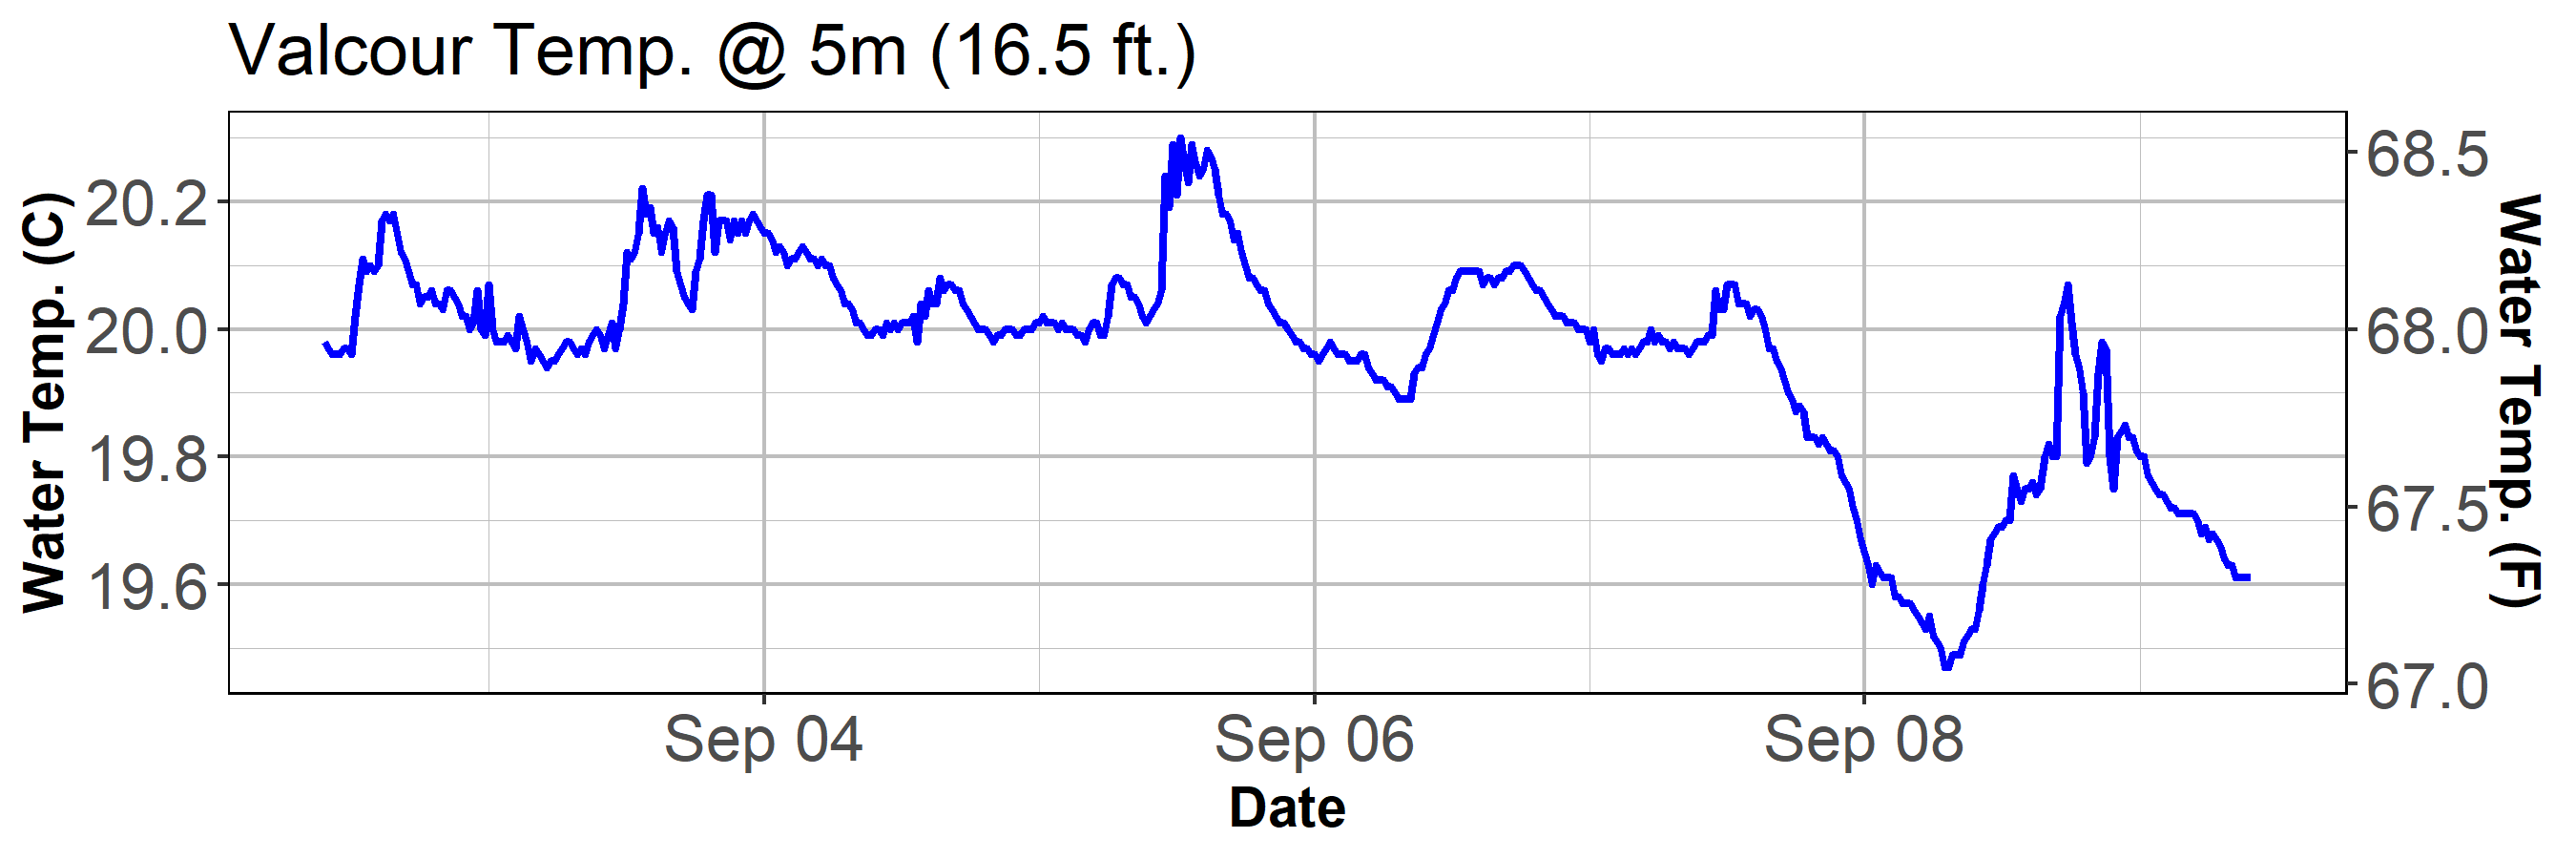 Valcour Temp. @ 5m (16.5 ft.)
Water Temp. (C)
20.2
20.0
19.8
19.6
68.5
68.0
67.5
67.0
Water Temp. (F)
Sep 04
Sep 06
Sep 08
Date